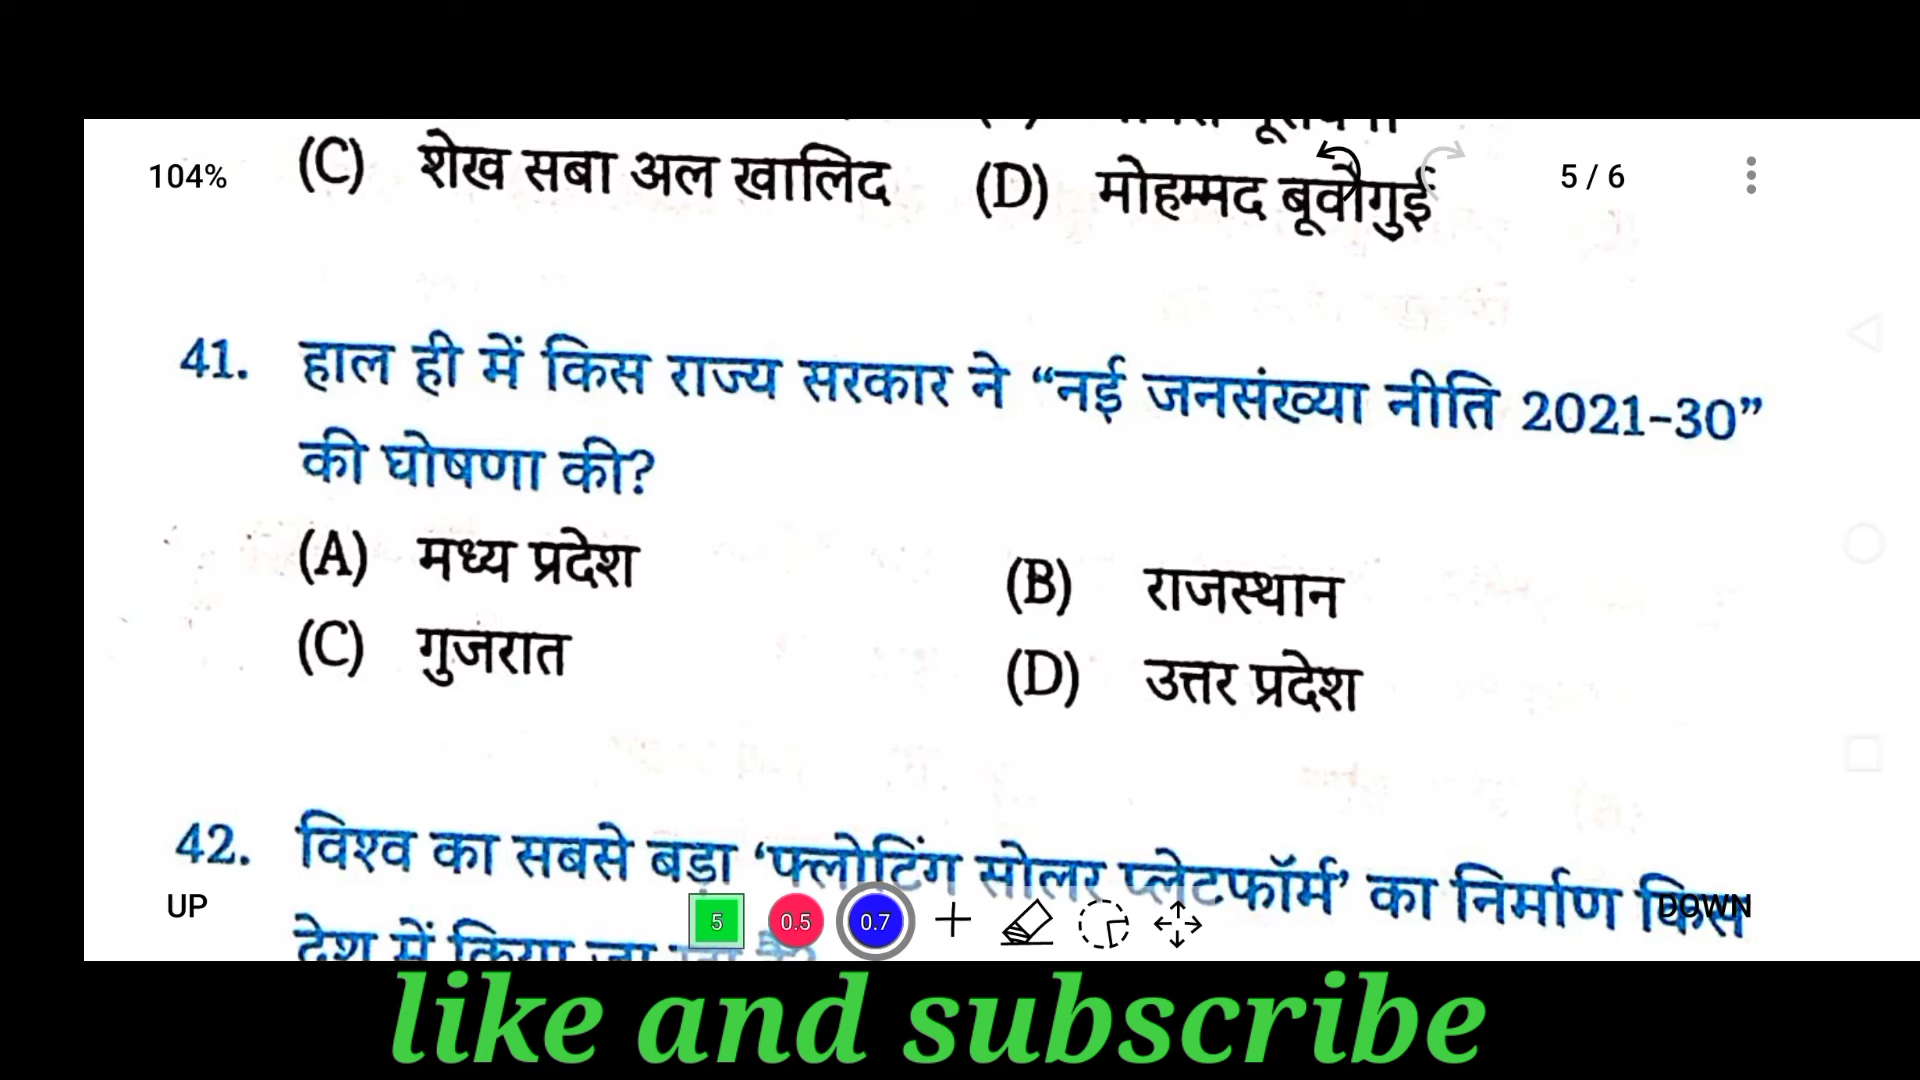 (C) शेख सबा अल खालिद (D) मोहम्मद बूवौगुई
104%
5 / 6
41. हाल ही में किस राज्य सरकार ने “नई जनसंख्या नीति 2021-30”
की घोषणा की?
(A) मध्य प्रदेश (B) राजस्थान
(C) गुजरात (D) उत्तर प्रदेश
42. विश्व का सबसे बड़ा ‘फ्लोटिंग सोलर प्लेटफॉर्म’ का निर्माण किस
देश में किया जा
UP
5
0.5
0.7
DOWN
like and subscribe